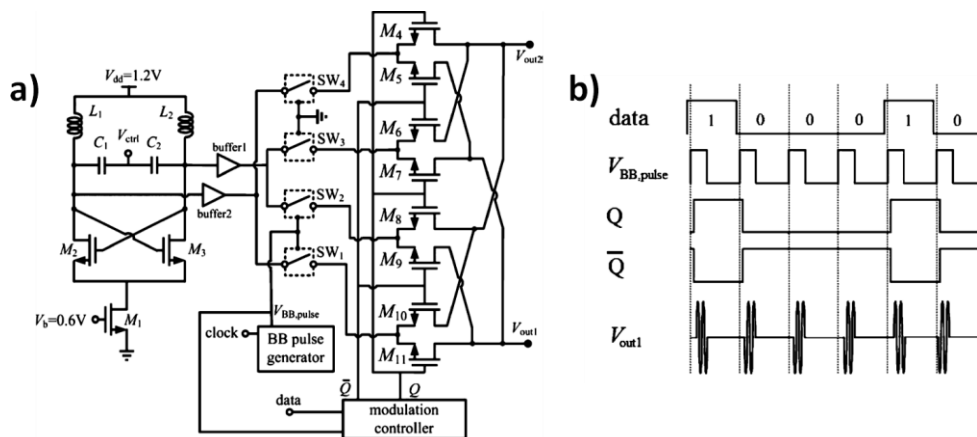 a)
V_dd=1.2V
L_1
L_2
C_1
V_ctrl
C_2
buffer1
buffer2
M_2
M_3
V_b=0.6V
M_1
SW_4
SW_3
SW_2
SW_1
V_BB,pulse
clock
BB pulse
generator
data
Q̅
Q
modulation
controller
M_4
M_5
M_6
M_7
M_8
M_9
M_10
M_11
V_out2
V_out1
b)
data
1 0 0 0 1 0
V_BB,pulse
Q
Q̅
V_out1